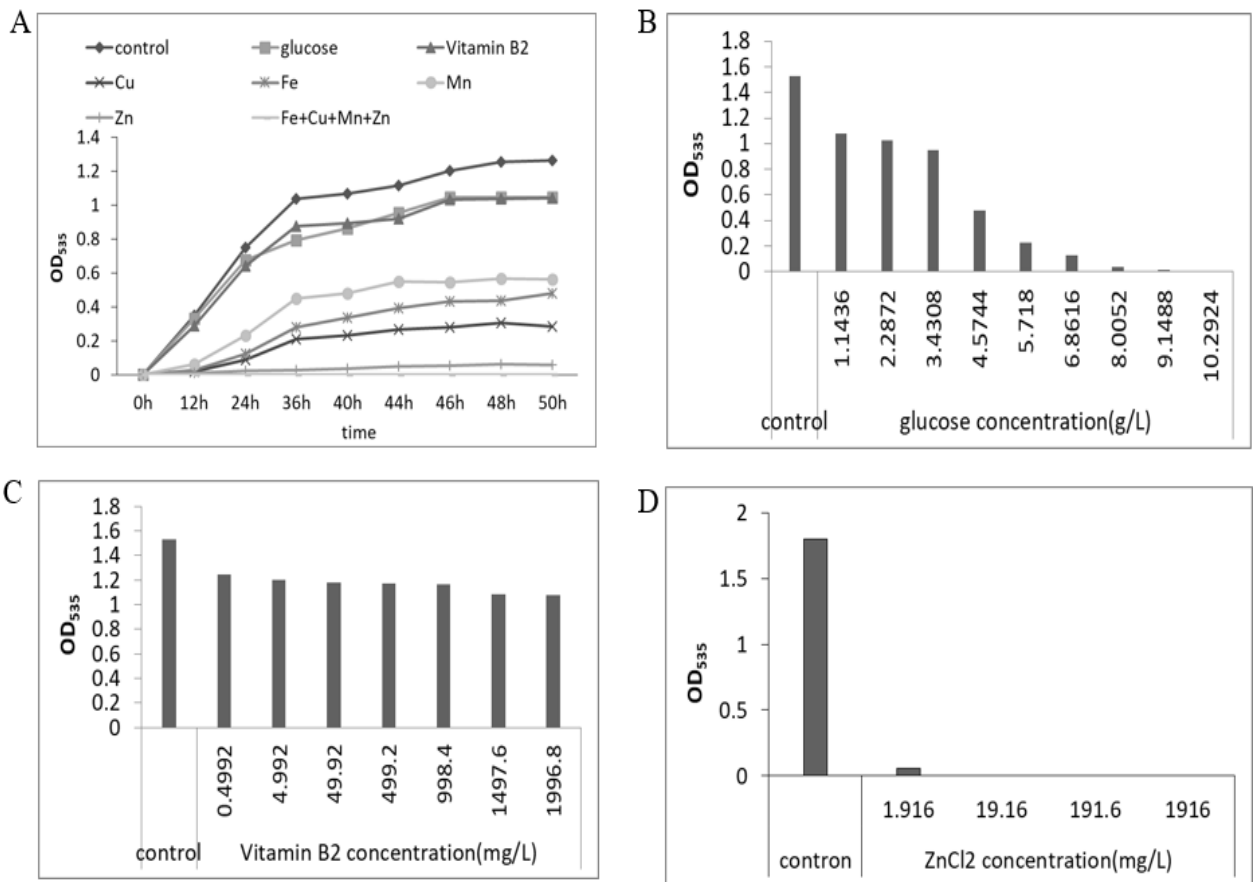 A
control glucose Vitamin B2
Cu Fe Mn
Zn Fe+Cu+Mn+Zn
1.4
1.2
1
0.8
0.6
0.4
0.2
0
OD535
0h 12h 24h 36h 40h 44h 46h 48h 50h
time
B
1.8
1.6
1.4
1.2
1
0.8
0.6
0.4
0.2
0
OD535
1.1436
2.2872
3.4308
4.5744
5.718
6.8616
8.0052
9.1488
10.2924
control glucose concentration(g/L)
C
1.8
1.6
1.4
1.2
1
0.8
0.6
0.4
0.2
0
OD535
0.4992
4.992
49.92
499.2
998.4
1497.6
1996.8
control Vitamin B2 concentration(mg/L)
D
2
1.5
1
0.5
0
OD535
1.916 19.16 191.6 1916
contron ZnCl2 concentration(mg/L)